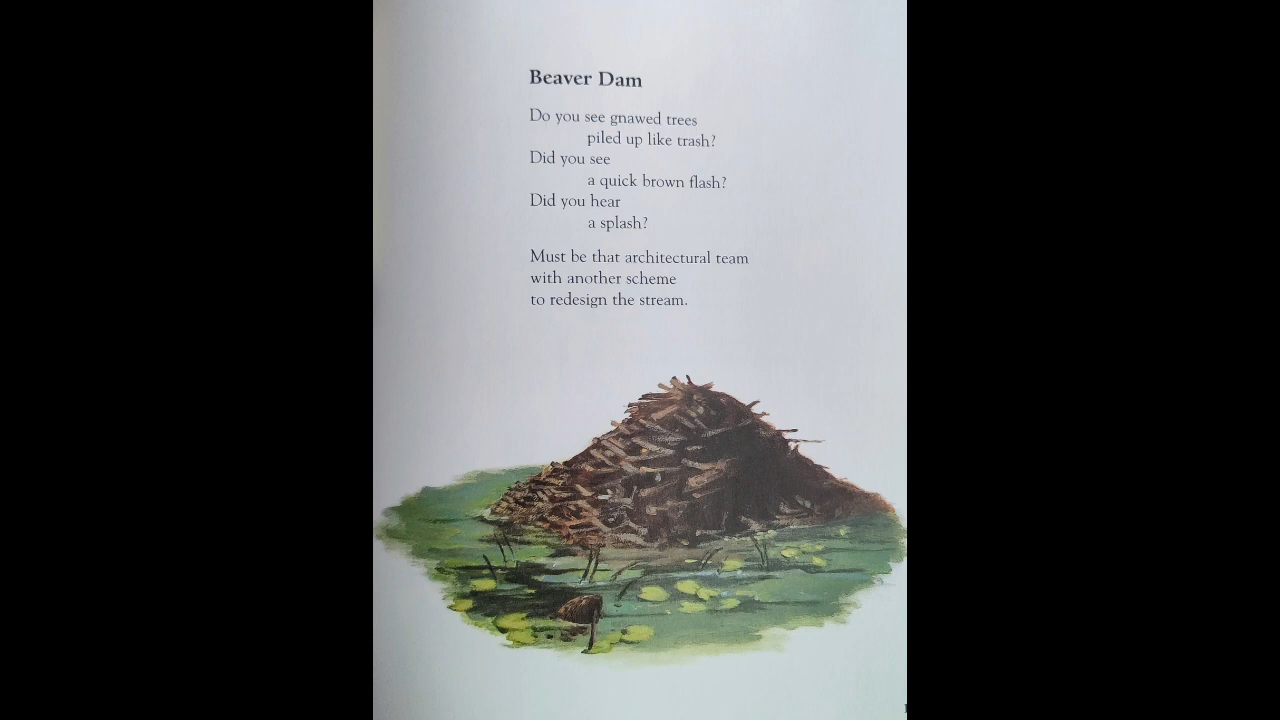 Beaver Dam
Do you see gnawed trees
piled up like trash?
Did you see
a quick brown flash?
Did you hear
a splash?
Must be that architectural team
with another scheme
to redesign the stream.